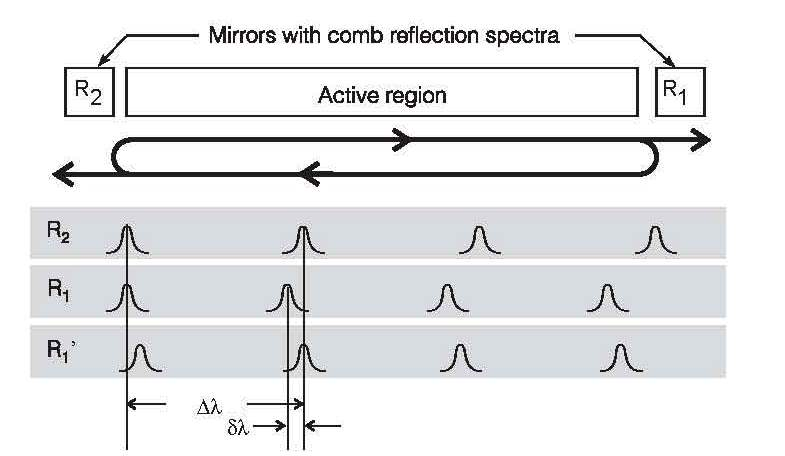 Mirrors with comb reflection spectra
R2 Active region R1
R2
R1
R1’
Δλ
δλ